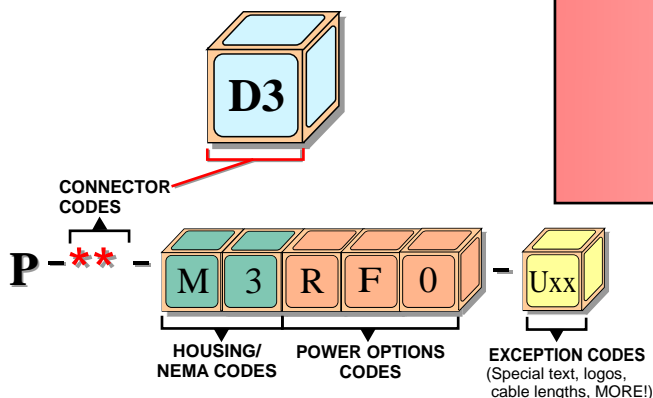 D3
CONNECTOR
CODES
P - ** - M 3 R F 0 - Uxx
HOUSING/
NEMA CODES
POWER OPTIONS
CODES
EXCEPTION CODES
(Special text, logos,
cable lengths, MORE!)